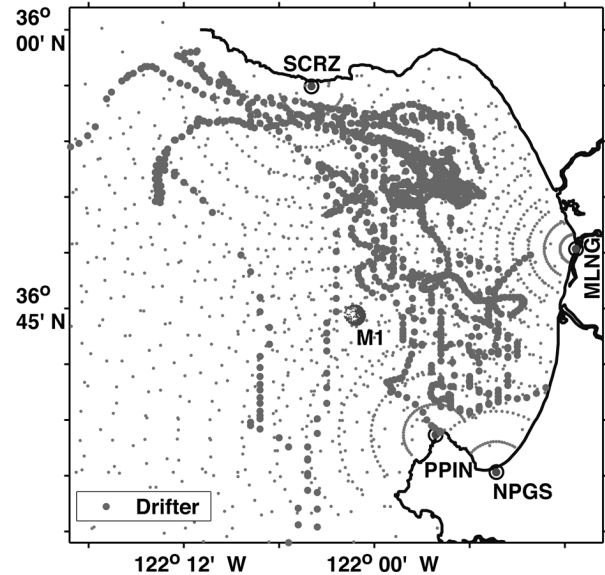 36° 00' N
SCRZ
MLNG
36° 45' N
M1
PPIN
NPGS
Drifter
122° 12' W
122° 00' W